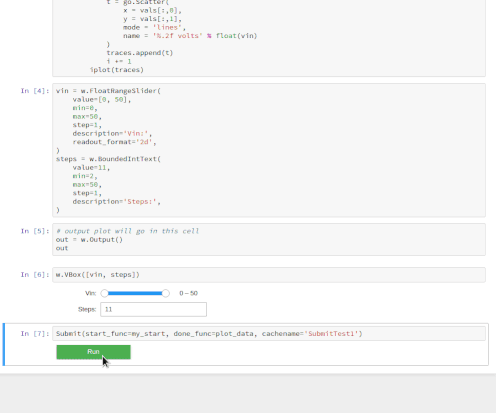 t = go.Scatter(
x = vals[:,0],
y = vals[:,1],
mode = 'lines',
name = '%.2f volts' % float(vin)
)
traces.append(t)
i += 1
iplot(traces)
In [4]: vin = w.FloatRangeSlider(
value=[0, 50],
min=0,
max=50,
step=1,
description='Vin:',
readout_format='2d',
)
steps = w.BoundedIntText(
value=11,
min=2,
max=50,
step=1,
description='Steps:',
)
In [5]: # output plot will go in this cell
out = w.Output()
out
In [6]: w.VBox([vin, steps])
Vin: 0 – 50
Steps: 11
In [7]: Submit(start_func=my_start, done_func=plot_data, cachename='SubmitTest1')
Run